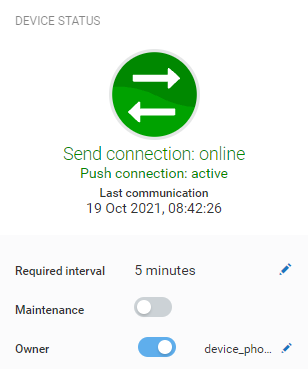 DEVICE STATUS
Send connection: online
Push connection: active
Last communication
19 Oct 2021, 08:42:26
Required interval 5 minutes
Maintenance
Owner device_pho...